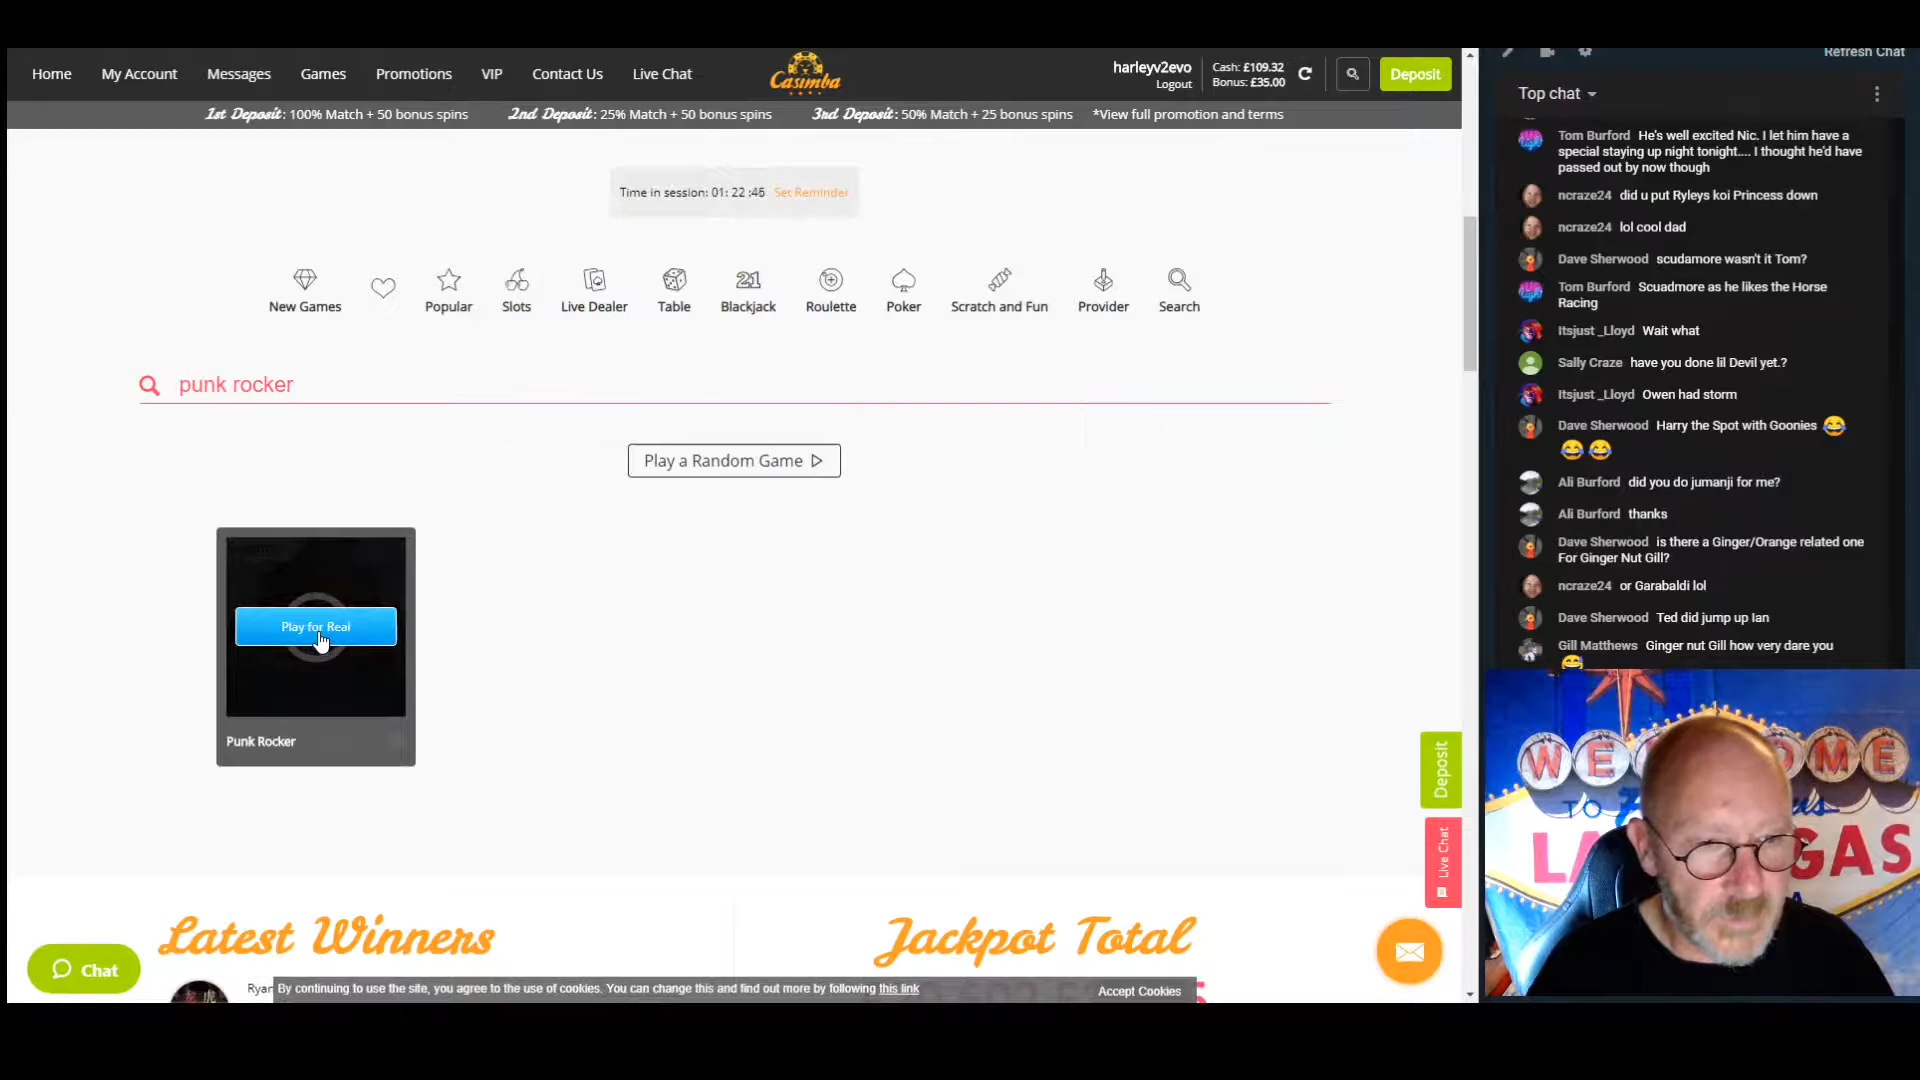 Refresh Chat
Home My Account Messages Games Promotions VIP Contact Us Live Chat
Casimba
harleyv2evo
Logout
Cash: £109.32
Bonus: £35.00
Deposit
1st Deposit: 100% Match + 50 bonus spins 2nd Deposit: 25% Match + 50 bonus spins 3rd Deposit: 50% Match + 25 bonus spins *View full promotion and terms
Time in session: 01: 22 :46 Set Reminder
New Games Popular Slots Live Dealer Table 21 Blackjack Roulette Poker Scratch and Fun Provider Search
punk rocker
Play a Random Game
Play for Real
Punk Rocker
Deposit
Live Chat
Latest Winners
Jackpot Total
Chat
Ryan
By continuing to use the site, you agree to the use of cookies. You can change this and find out more by following this link
Accept Cookies
Top chat
Tom Burford He's well excited Nic. I let him have a
special staying up night tonight.... I thought he'd have
passed out by now though
ncraze24 did u put Ryleys koi Princess down
ncraze24 lol cool dad
Dave Sherwood scudamore wasn't it Tom?
Tom Burford Scuadmore as he likes the Horse
Racing
Itsjust _Lloyd Wait what
Sally Craze have you done lil Devil yet.?
Itsjust _Lloyd Owen had storm
Dave Sherwood Harry the Spot with Goonies
Ali Burford did you do jumanji for me?
Ali Burford thanks
Dave Sherwood is there a Ginger/Orange related one
For Ginger Nut Gill?
ncraze24 or Garabaldi lol
Dave Sherwood Ted did jump up Ian
Gill Matthews Ginger nut Gill how very dare you